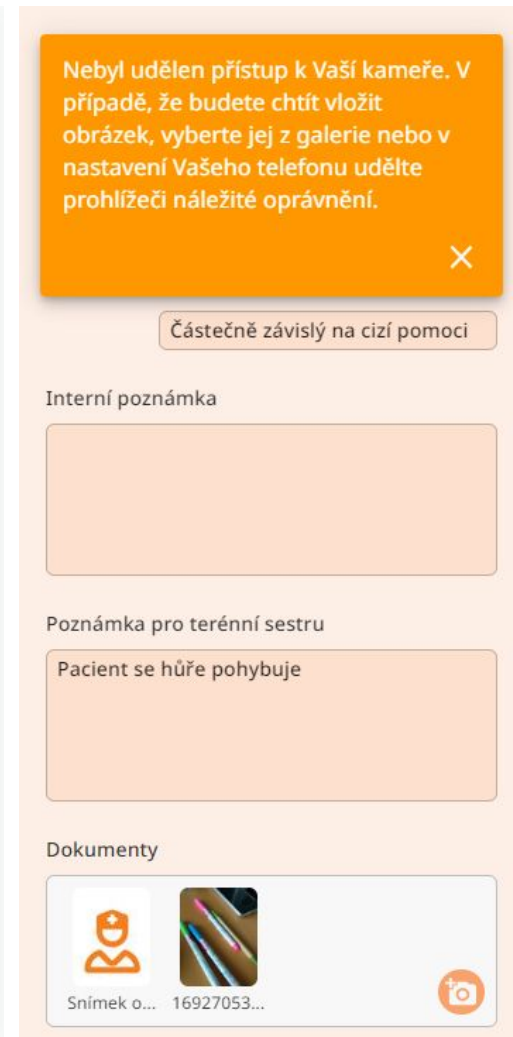 Nebyl udělen přístup k Vaší kameře. V
případě, že budete chtít vložit
obrázek, vyberte jej z galerie nebo v
nastavení Vašeho telefonu udělte
prohlížeči náležité oprávnění.
Částečně závislý na cizí pomoci
Interní poznámka
Poznámka pro terénní sestru
Pacient se hůře pohybuje
Dokumenty
Snímek o... 16927053...